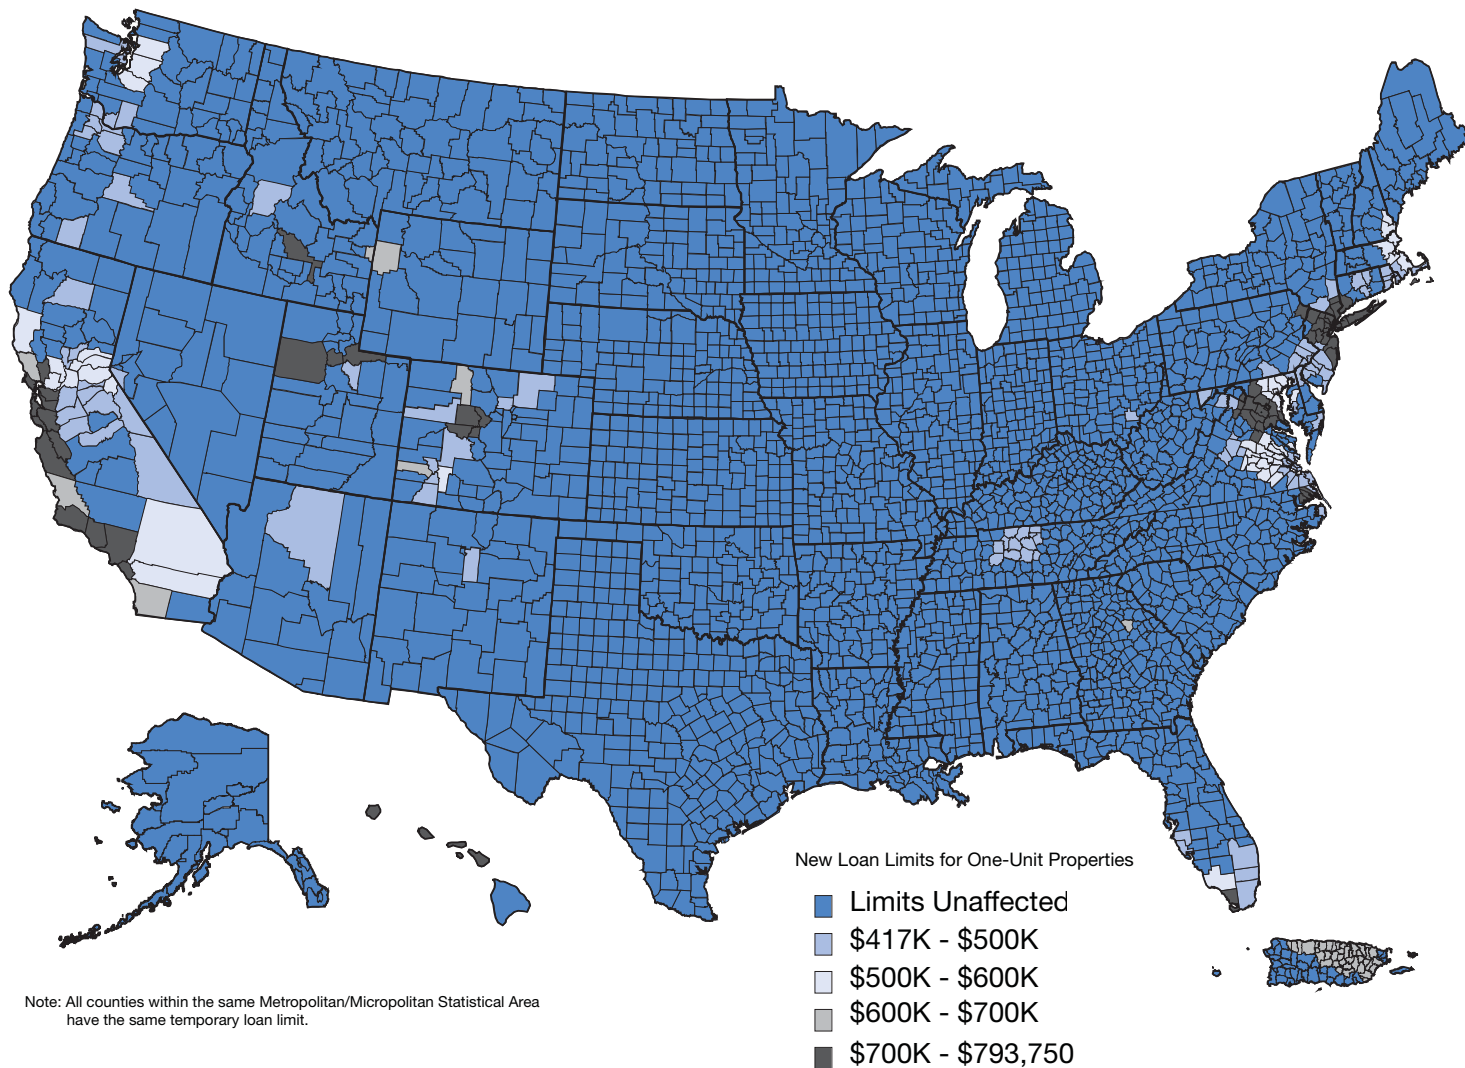 New Loan Limits for One-Unit Properties
Limits Unaffected
$417K - $500K
$500K - $600K
$600K - $700K
$700K - $793,750
Note: All counties within the same Metropolitan/Micropolitan Statistical Area
have the same temporary loan limit.